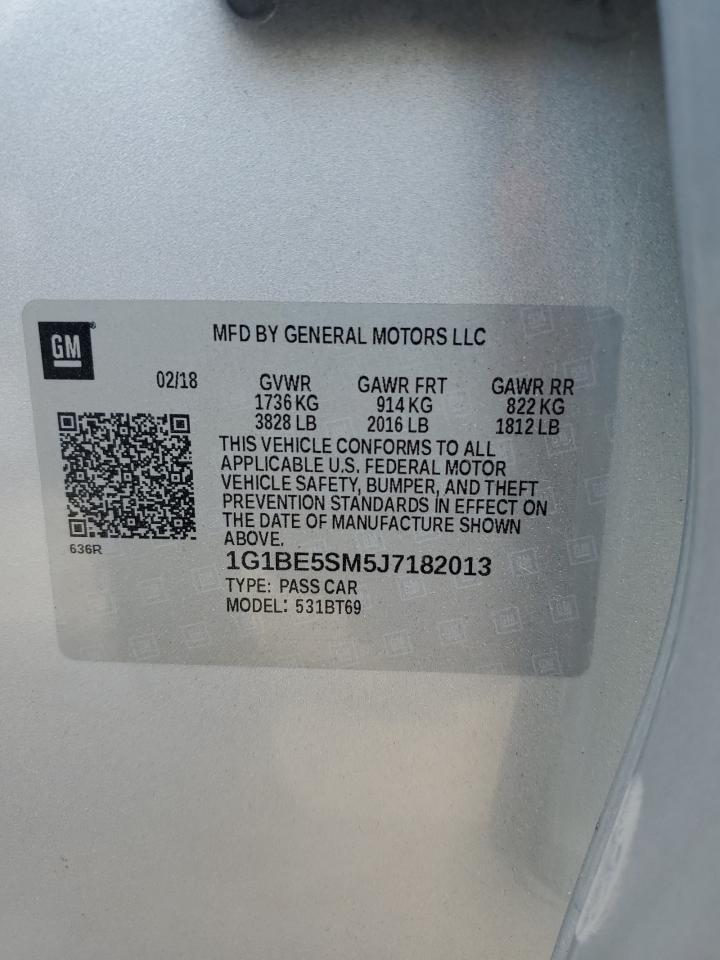 GM®
MFD BY GENERAL MOTORS LLC
02/18
GVWR GAWR FRT GAWR RR
1736 KG 914 KG 822 KG
3828 LB 2016 LB 1812 LB
THIS VEHICLE CONFORMS TO ALL
APPLICABLE U.S. FEDERAL MOTOR
VEHICLE SAFETY, BUMPER, AND THEFT
PREVENTION STANDARDS IN EFFECT ON
THE DATE OF MANUFACTURE SHOWN
ABOVE.
636R
1G1BE5SM5J7182013
TYPE: PASS CAR
MODEL: 531BT69